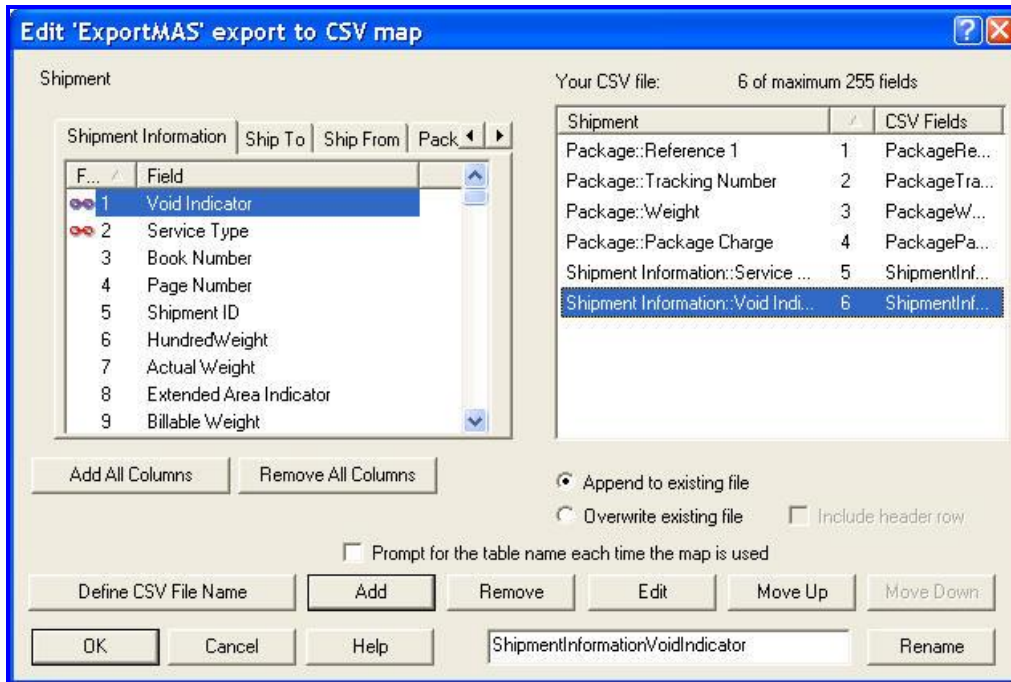 Edit 'ExportMAS' export to CSV map
Shipment
Shipment Information Ship To Ship From Pack
F... Field
1 Void Indicator
2 Service Type
3 Book Number
4 Page Number
5 Shipment ID
6 HundredWeight
7 Actual Weight
8 Extended Area Indicator
9 Billable Weight
Add All Columns Remove All Columns
Your CSV file: 6 of maximum 255 fields
Shipment CSV Fields
Package::Reference 1 1 PackageRe...
Package::Tracking Number 2 PackageTra...
Package::Weight 3 PackageW...
Package::Package Charge 4 PackagePa...
Shipment Information::Service ... 5 ShipmentInf...
Shipment Information::Void Indi... 6 ShipmentInf...
Append to existing file
Overwrite existing file Include header row
Prompt for the table name each time the map is used
Define CSV File Name Add Remove Edit Move Up Move Down
OK Cancel Help ShipmentInformationVoidIndicator Rename